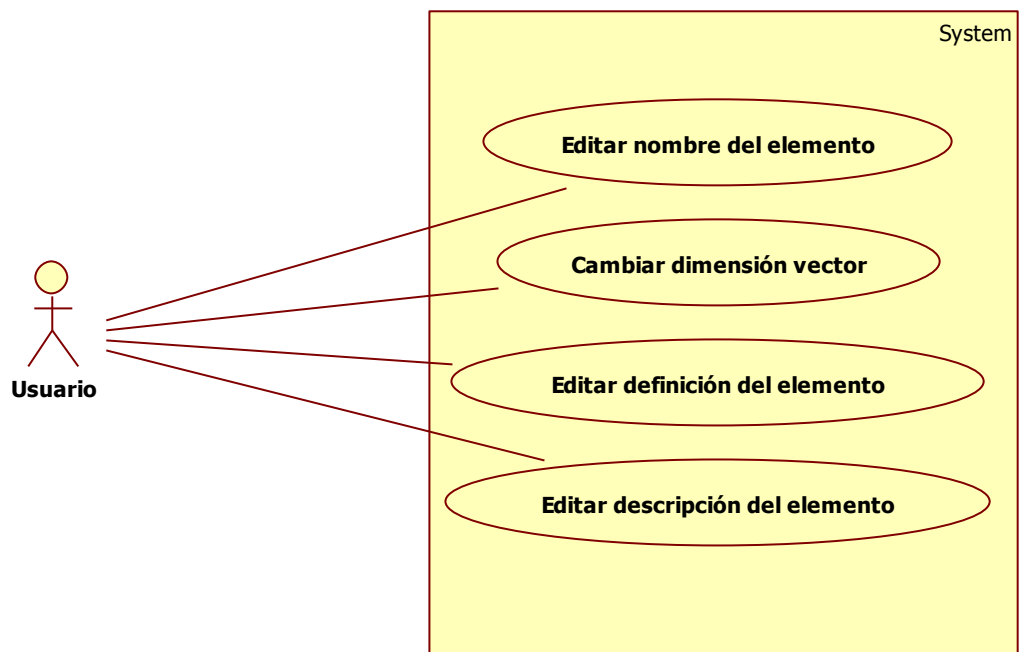 System
Editar nombre del elemento
Cambiar dimensión vector
Usuario
Editar definición del elemento
Editar descripción del elemento